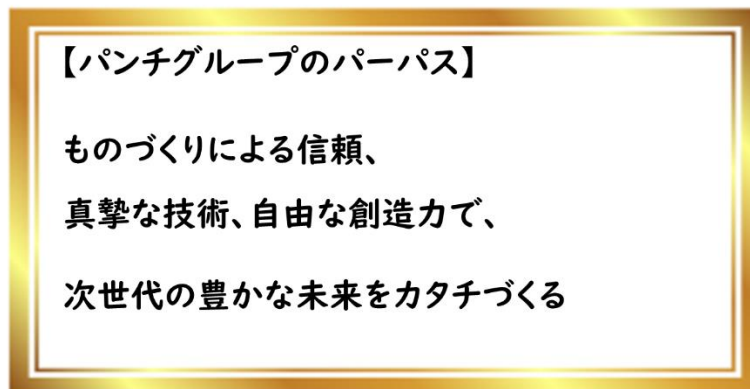 【パンチグループのパーパス】
ものづくりによる信頼、
真摯な技術、自由な創造力で、
次世代の豊かな未来をカタチづくる